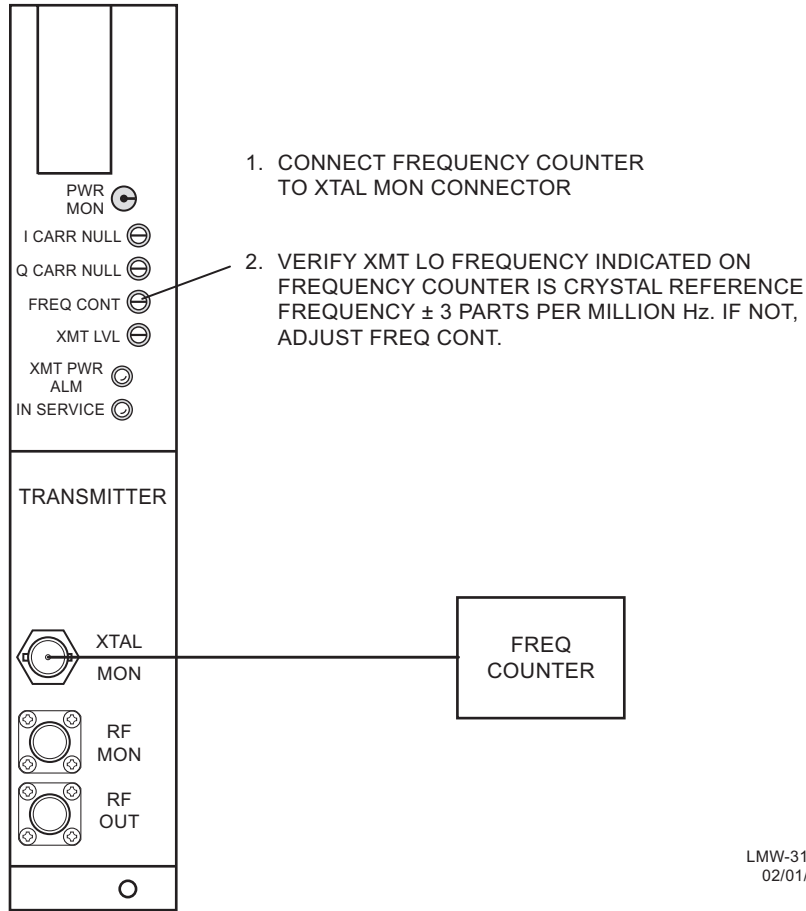 PWR
MON
I CARR NULL
Q CARR NULL
FREQ CONT
XMT LVL
XMT PWR
ALM
IN SERVICE
1. CONNECT FREQUENCY COUNTER
TO XTAL MON CONNECTOR
2. VERIFY XMT LO FREQUENCY INDICATED ON
FREQUENCY COUNTER IS CRYSTAL REFERENCE
FREQUENCY ± 3 PARTS PER MILLION Hz. IF NOT,
ADJUST FREQ CONT.
TRANSMITTER
XTAL
MON
FREQ
COUNTER
RF
MON
RF
OUT